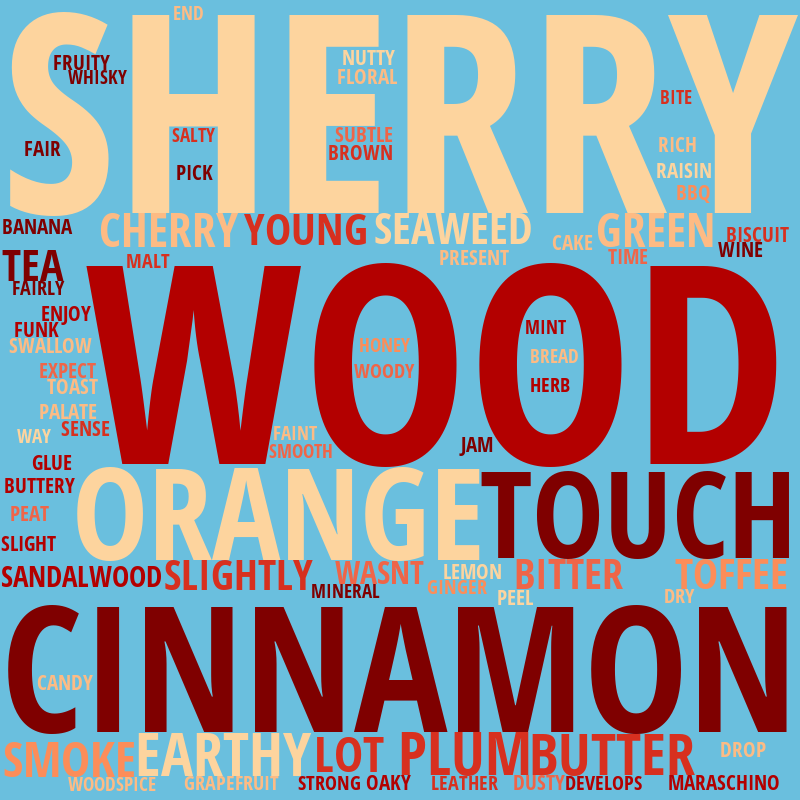 END
SHERRY
FRUITY
WHISKY
NUTTY
FLORAL
BITE
SALTY
SUBTLE
BROWN
FAIR
PICK
RICH
RAISIN
BBQ
BANANA
CHERRY
YOUNG
SEAWEED
CAKE
GREEN
BISCUIT
WINE
TEA
MALT
PRESENT
TIME
FAIRLY
WOOD
ENJOY
FUNK
SWALLOW
HONEY
WOODY
MINT
BREAD
HERB
EXPECT
TOAST
PALATE
WAY
SENSE
FAINT
SMOOTH
JAM
GLUE
BUTTERY
PEAT
SLIGHT
ORANGE
TOUCH
SANDALWOOD
SLIGHTLY
WASNT
LEMON
GINGER
BITTER
TOFFEE
MINERAL
PEEL
DRY
CINNAMON
CANDY
SMOKE
EARTHY
LOT
PLUM
BUTTER
DROP
WOODSPICE
GRAPEFRUIT
STRONG
OAKY
LEATHER
DUSTY
DEVELOPS
MARASCHINO